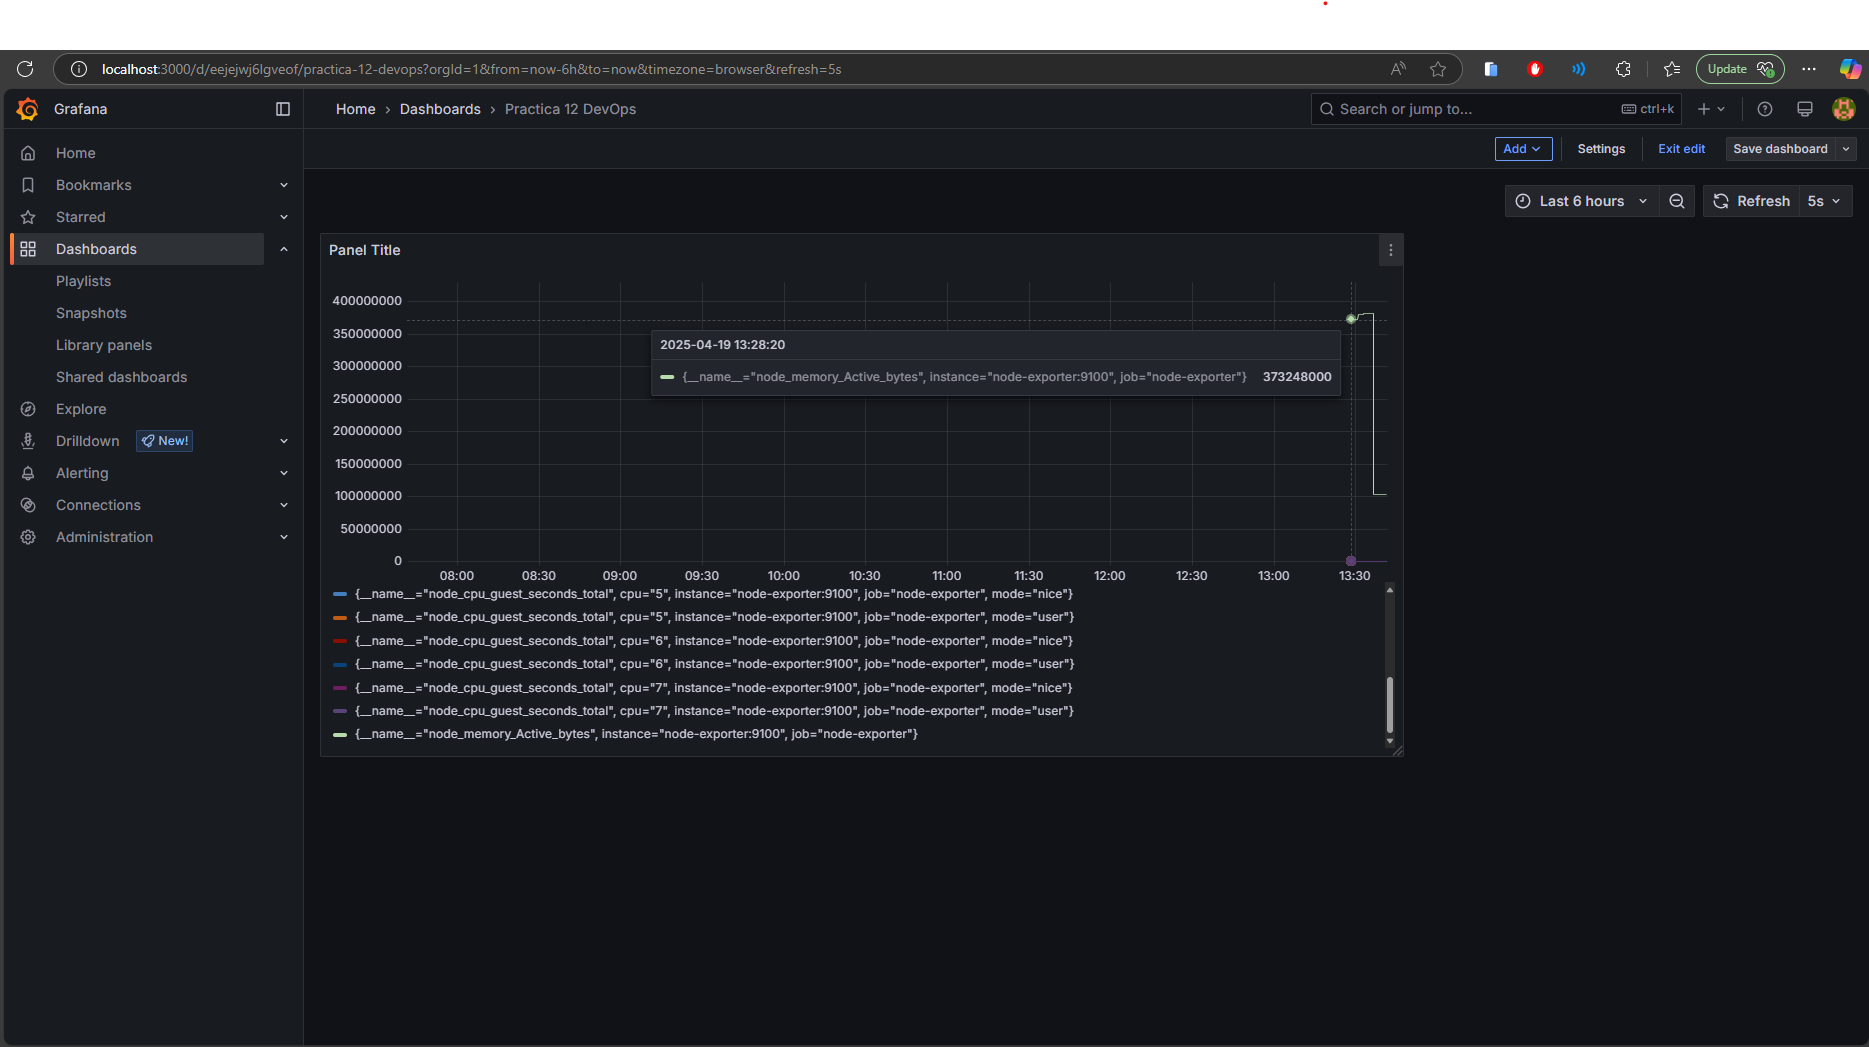 localhost:3000/d/eejejwj6lgveof/practica-12-devops?orgId=1&from=now-6h&to=now&timezone=browser&refresh=5s
Update
Grafana
Home › Dashboards › Practica 12 DevOps
Search or jump to...
ctrl+k
Add
Settings
Exit edit
Save dashboard
Last 6 hours
Refresh
5s
Home
Bookmarks
Starred
Dashboards
Playlists
Snapshots
Library panels
Shared dashboards
Explore
Drilldown
New!
Alerting
Connections
Administration
Panel Title
400000000
350000000
300000000
250000000
200000000
150000000
100000000
50000000
0
2025-04-19 13:28:20
{__name__="node_memory_Active_bytes", instance="node-exporter:9100", job="node-exporter"} 373248000
08:00 08:30 09:00 09:30 10:00 10:30 11:00 11:30 12:00 12:30 13:00 13:30
{__name__="node_cpu_guest_seconds_total", cpu="5", instance="node-exporter:9100", job="node-exporter", mode="nice"}
{__name__="node_cpu_guest_seconds_total", cpu="5", instance="node-exporter:9100", job="node-exporter", mode="user"}
{__name__="node_cpu_guest_seconds_total", cpu="6", instance="node-exporter:9100", job="node-exporter", mode="nice"}
{__name__="node_cpu_guest_seconds_total", cpu="6", instance="node-exporter:9100", job="node-exporter", mode="user"}
{__name__="node_cpu_guest_seconds_total", cpu="7", instance="node-exporter:9100", job="node-exporter", mode="nice"}
{__name__="node_cpu_guest_seconds_total", cpu="7", instance="node-exporter:9100", job="node-exporter", mode="user"}
{__name__="node_memory_Active_bytes", instance="node-exporter:9100", job="node-exporter"}